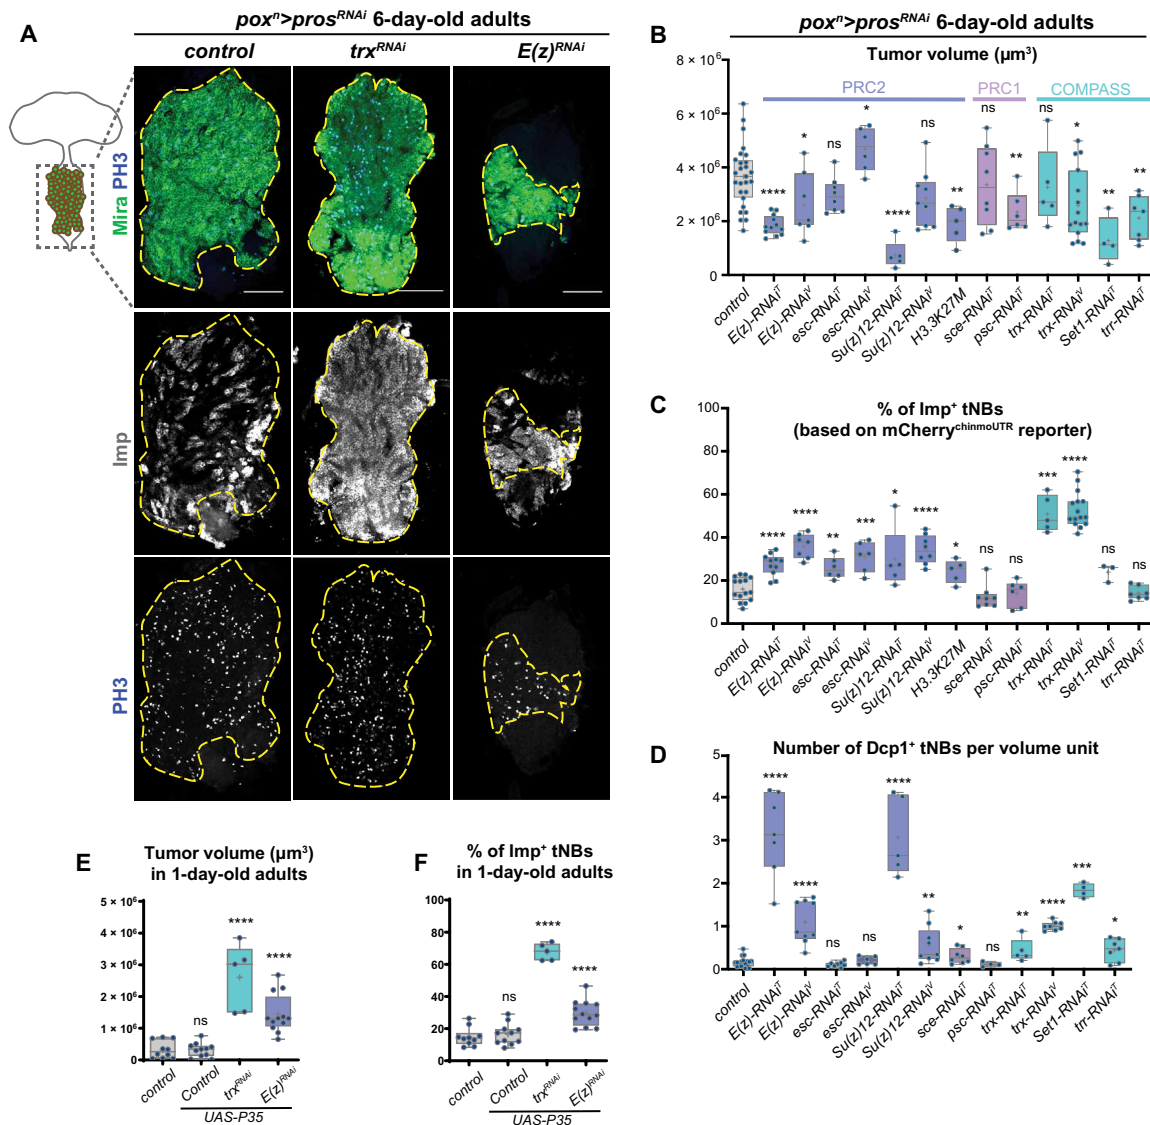 A
poxⁿ>pros^RNAi 6-day-old adults
control
trx^RNAi
E(z)^RNAi
Mira PH3
Imp
PH3
B
poxⁿ>pros^RNAi 6-day-old adults
Tumor volume (µm³)
8 × 10⁶
6 × 10⁶
4 × 10⁶
2 × 10⁶
0
PRC2
PRC1
COMPASS
****
*
ns
*
****
ns
**
ns
**
ns
*
**
**
control
E(z)-RNAi^T
E(z)-RNAi^V
esc-RNAi^T
esc-RNAi^V
Su(z)12-RNAi^T
Su(z)12-RNAi^V
H3.3K27M
sce-RNAi^T
psc-RNAi^T
trx-RNAi^T
trx-RNAi^V
Set1-RNAi^T
trr-RNAi^T
C
% of Imp⁺ tNBs
(based on mCherry^chinmoUTR reporter)
100
80
60
40
20
0
****
****
**
***
*
****
*
ns
ns
***
****
ns
ns
control
E(z)-RNAi^T
E(z)-RNAi^V
esc-RNAi^T
esc-RNAi^V
Su(z)12-RNAi^T
Su(z)12-RNAi^V
H3.3K27M
sce-RNAi^T
psc-RNAi^T
trx-RNAi^T
trx-RNAi^V
Set1-RNAi^T
trr-RNAi^T
D
Number of Dcp1⁺ tNBs per volume unit
5
4
3
2
1
0
****
****
ns
ns
****
**
*
ns
**
****
***
*
control
E(z)-RNAi^T
E(z)-RNAi^V
esc-RNAi^T
esc-RNAi^V
Su(z)12-RNAi^T
Su(z)12-RNAi^V
sce-RNAi^T
psc-RNAi^T
trx-RNAi^T
trx-RNAi^V
Set1-RNAi^T
trr-RNAi^T
E
Tumor volume (µm³)
in 1-day-old adults
5 × 10⁶
4 × 10⁶
3 × 10⁶
2 × 10⁶
1 × 10⁶
0
ns
****
****
control
Control
trx^RNAi
E(z)^RNAi
UAS-P35
F
% of Imp⁺ tNBs
in 1-day-old adults
100
80
60
40
20
0
ns
****
****
control
Control
trx^RNAi
E(z)^RNAi
UAS-P35